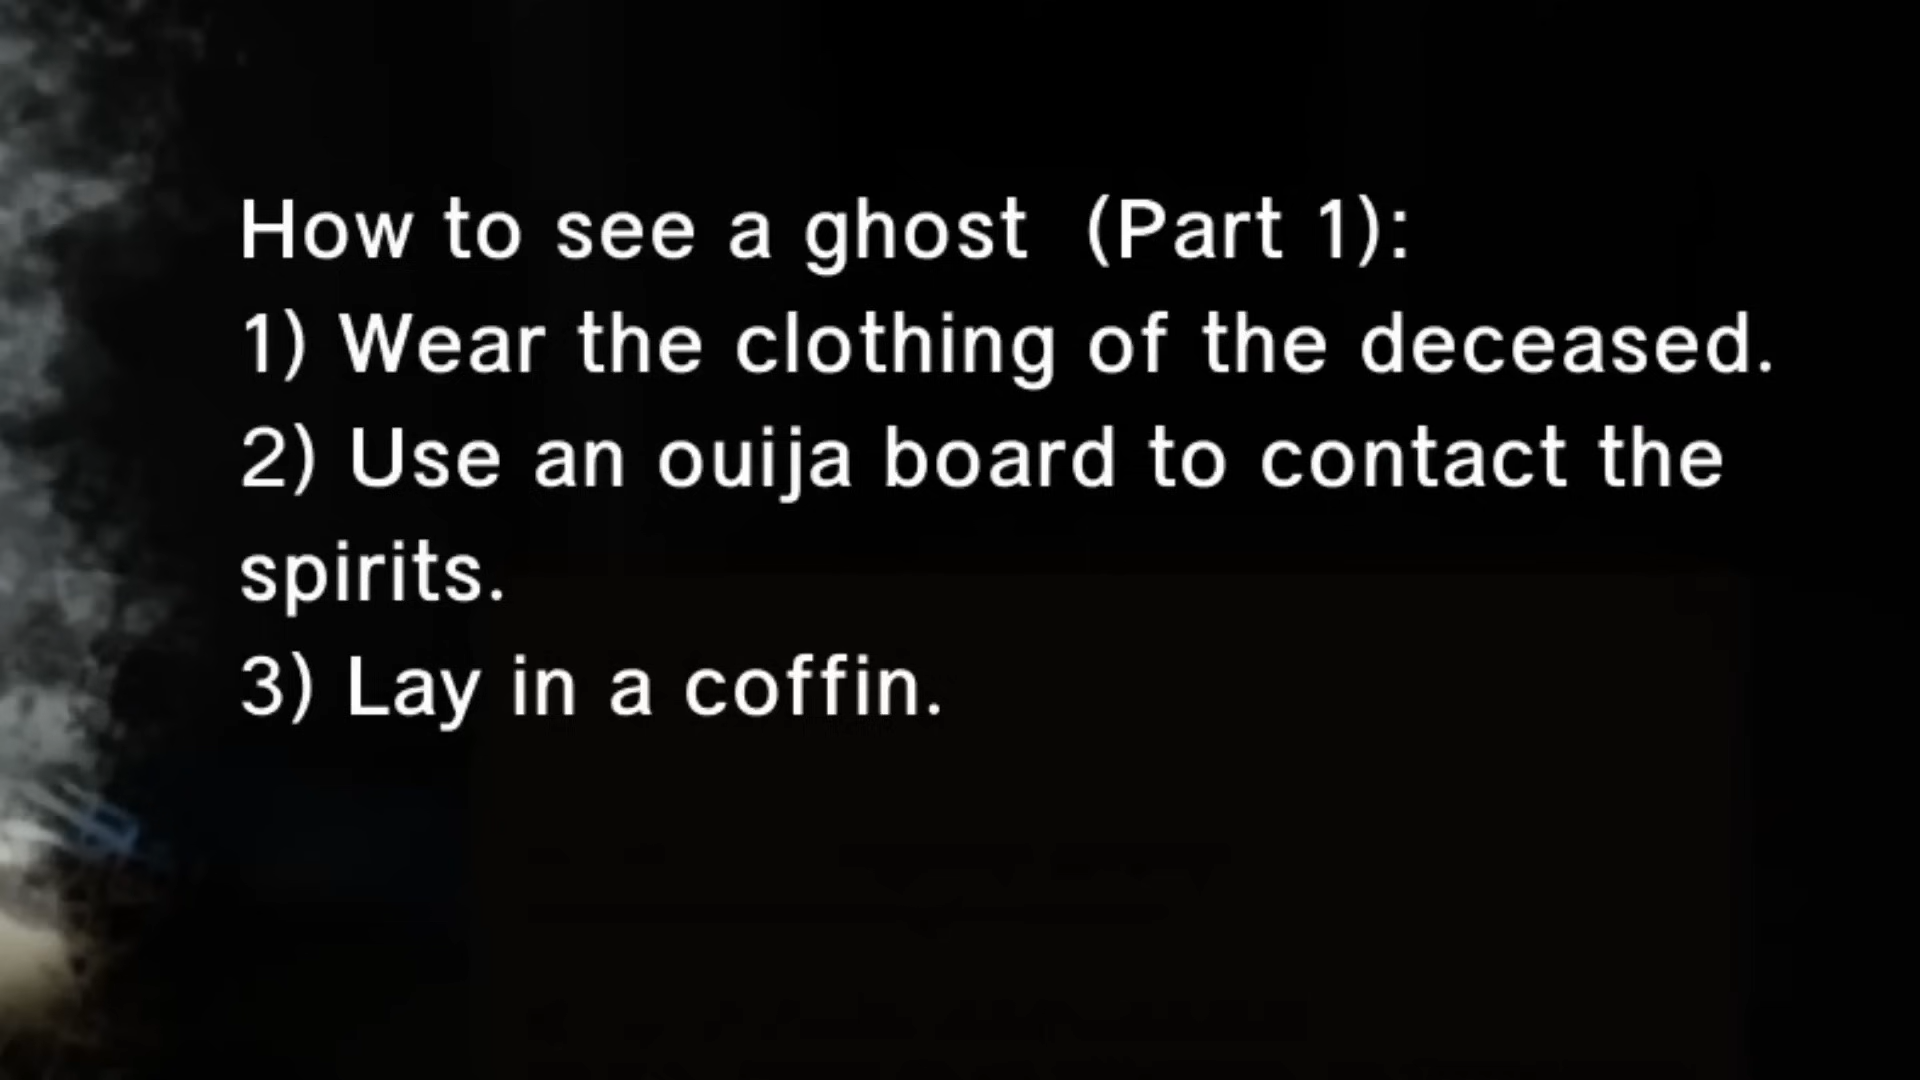 How to see a ghost  (Part 1):
1) Wear the clothing of the deceased.
2) Use an ouija board to contact the
spirits.
3) Lay in a coffin.